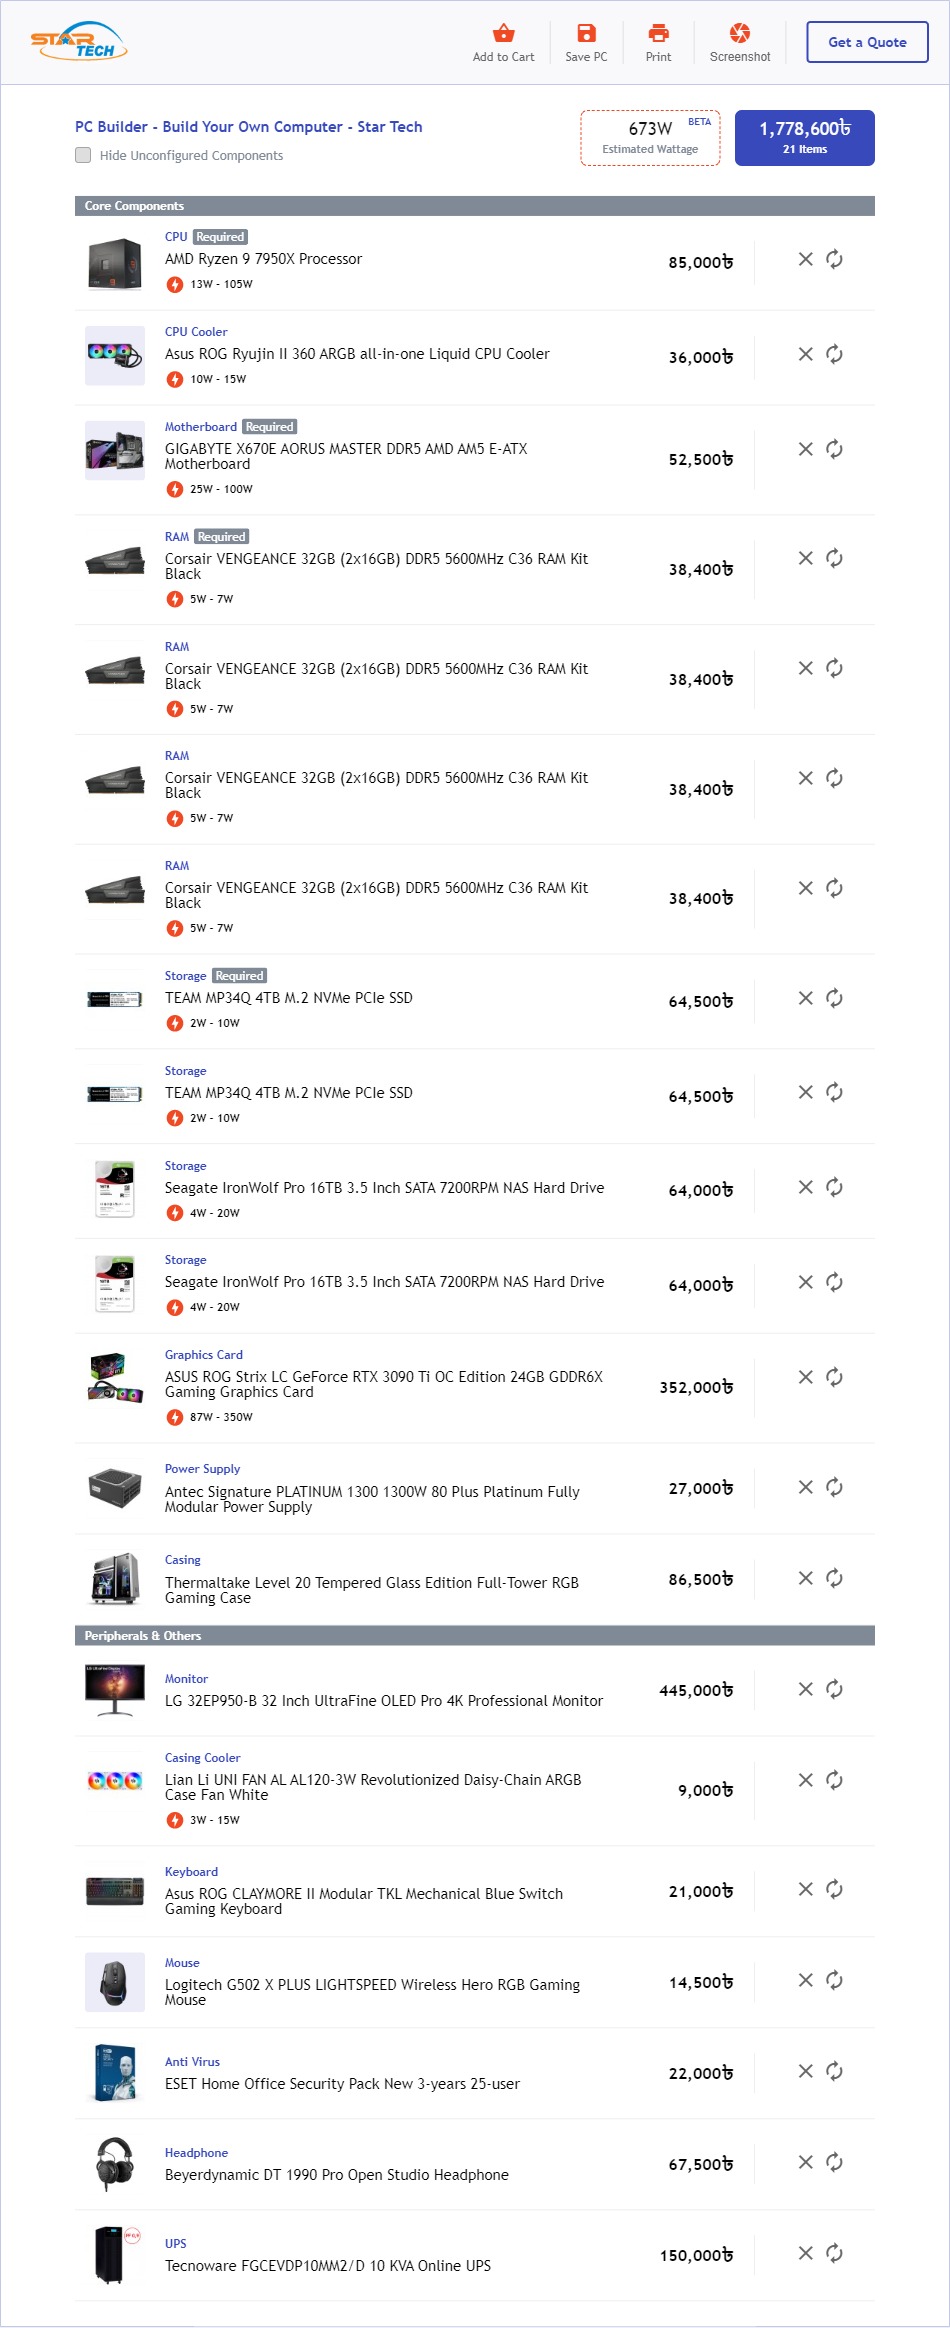 STAR
TECH
Add to Cart
Save PC
Print
Screenshot
Get a Quote
PC Builder - Build Your Own Computer - Star Tech
Hide Unconfigured Components
673W BETA
Estimated Wattage
1,778,600৳
21 Items
Core Components
CPU Required
AMD Ryzen 9 7950X Processor
13W - 105W
85,000৳
CPU Cooler
Asus ROG Ryujin II 360 ARGB all-in-one Liquid CPU Cooler
10W - 15W
36,000৳
Motherboard Required
GIGABYTE X670E AORUS MASTER DDR5 AMD AM5 E-ATX
Motherboard
25W - 100W
52,500৳
RAM Required
Corsair VENGEANCE 32GB (2x16GB) DDR5 5600MHz C36 RAM Kit
Black
5W - 7W
38,400৳
RAM
Corsair VENGEANCE 32GB (2x16GB) DDR5 5600MHz C36 RAM Kit
Black
5W - 7W
38,400৳
RAM
Corsair VENGEANCE 32GB (2x16GB) DDR5 5600MHz C36 RAM Kit
Black
5W - 7W
38,400৳
RAM
Corsair VENGEANCE 32GB (2x16GB) DDR5 5600MHz C36 RAM Kit
Black
5W - 7W
38,400৳
Storage Required
TEAM MP34Q 4TB M.2 NVMe PCIe SSD
2W - 10W
64,500৳
Storage
TEAM MP34Q 4TB M.2 NVMe PCIe SSD
2W - 10W
64,500৳
Storage
Seagate IronWolf Pro 16TB 3.5 Inch SATA 7200RPM NAS Hard Drive
4W - 20W
64,000৳
Storage
Seagate IronWolf Pro 16TB 3.5 Inch SATA 7200RPM NAS Hard Drive
4W - 20W
64,000৳
Graphics Card
ASUS ROG Strix LC GeForce RTX 3090 Ti OC Edition 24GB GDDR6X
Gaming Graphics Card
87W - 350W
352,000৳
Power Supply
Antec Signature PLATINUM 1300 1300W 80 Plus Platinum Fully
Modular Power Supply
27,000৳
Casing
Thermaltake Level 20 Tempered Glass Edition Full-Tower RGB
Gaming Case
86,500৳
Peripherals & Others
Monitor
LG 32EP950-B 32 Inch UltraFine OLED Pro 4K Professional Monitor
445,000৳
Casing Cooler
Lian Li UNI FAN AL AL120-3W Revolutionized Daisy-Chain ARGB
Case Fan White
3W - 15W
9,000৳
Keyboard
Asus ROG CLAYMORE II Modular TKL Mechanical Blue Switch
Gaming Keyboard
21,000৳
Mouse
Logitech G502 X PLUS LIGHTSPEED Wireless Hero RGB Gaming
Mouse
14,500৳
Anti Virus
ESET Home Office Security Pack New 3-years 25-user
22,000৳
Headphone
Beyerdynamic DT 1990 Pro Open Studio Headphone
67,500৳
UPS
Tecnoware FGCEVDP10MM2/D 10 KVA Online UPS
150,000৳